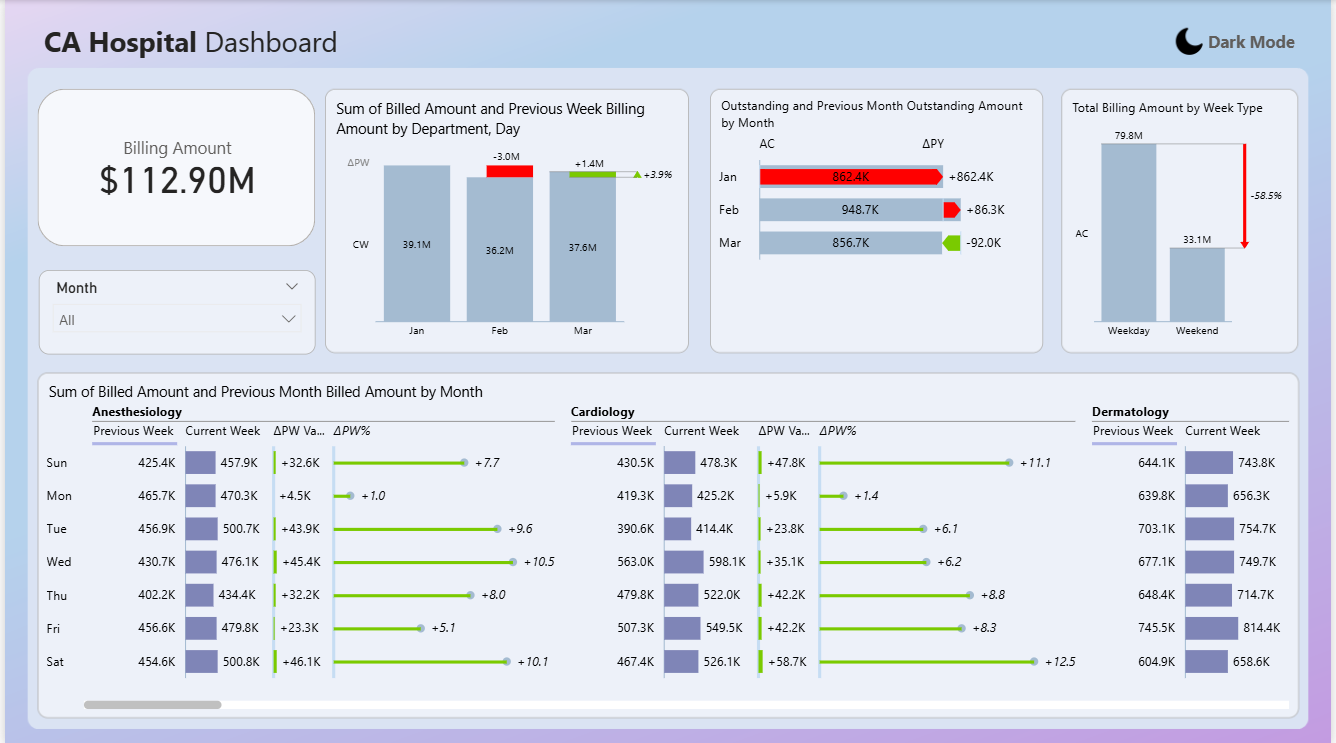 CA Hospital Dashboard
Dark Mode
Billing Amount
$112.90M
Month
All
Sum of Billed Amount and Previous Week Billing
Amount by Department, Day
ΔPW
-3.0M
+1.4M
+3.9%
CW
39.1M
36.2M
37.6M
Jan Feb Mar
Outstanding and Previous Month Outstanding Amount
by Month
AC ΔPY
Jan 862.4K +862.4K
Feb 948.7K +86.3K
Mar 856.7K -92.0K
Total Billing Amount by Week Type
79.8M
-58.5%
33.1M
AC
Weekday Weekend
Sum of Billed Amount and Previous Month Billed Amount by Month
Anesthesiology Cardiology Dermatology
Previous Week Current Week ΔPW Va... ΔPW% Previous Week Current Week ΔPW Va... ΔPW% Previous Week Current Week
Sun 425.4K 457.9K +32.6K +7.7 430.5K 478.3K +47.8K +11.1 644.1K 743.8K
Mon 465.7K 470.3K +4.5K +1.0 419.3K 425.2K +5.9K +1.4 639.8K 656.3K
Tue 456.9K 500.7K +43.9K +9.6 390.6K 414.4K +23.8K +6.1 703.1K 754.7K
Wed 430.7K 476.1K +45.4K +10.5 563.0K 598.1K +35.1K +6.2 677.1K 749.7K
Thu 402.2K 434.4K +32.2K +8.0 479.8K 522.0K +42.2K +8.8 648.4K 714.7K
Fri 456.6K 479.8K +23.3K +5.1 507.3K 549.5K +42.2K +8.3 745.5K 814.4K
Sat 454.6K 500.8K +46.1K +10.1 467.4K 526.1K +58.7K +12.5 604.9K 658.6K